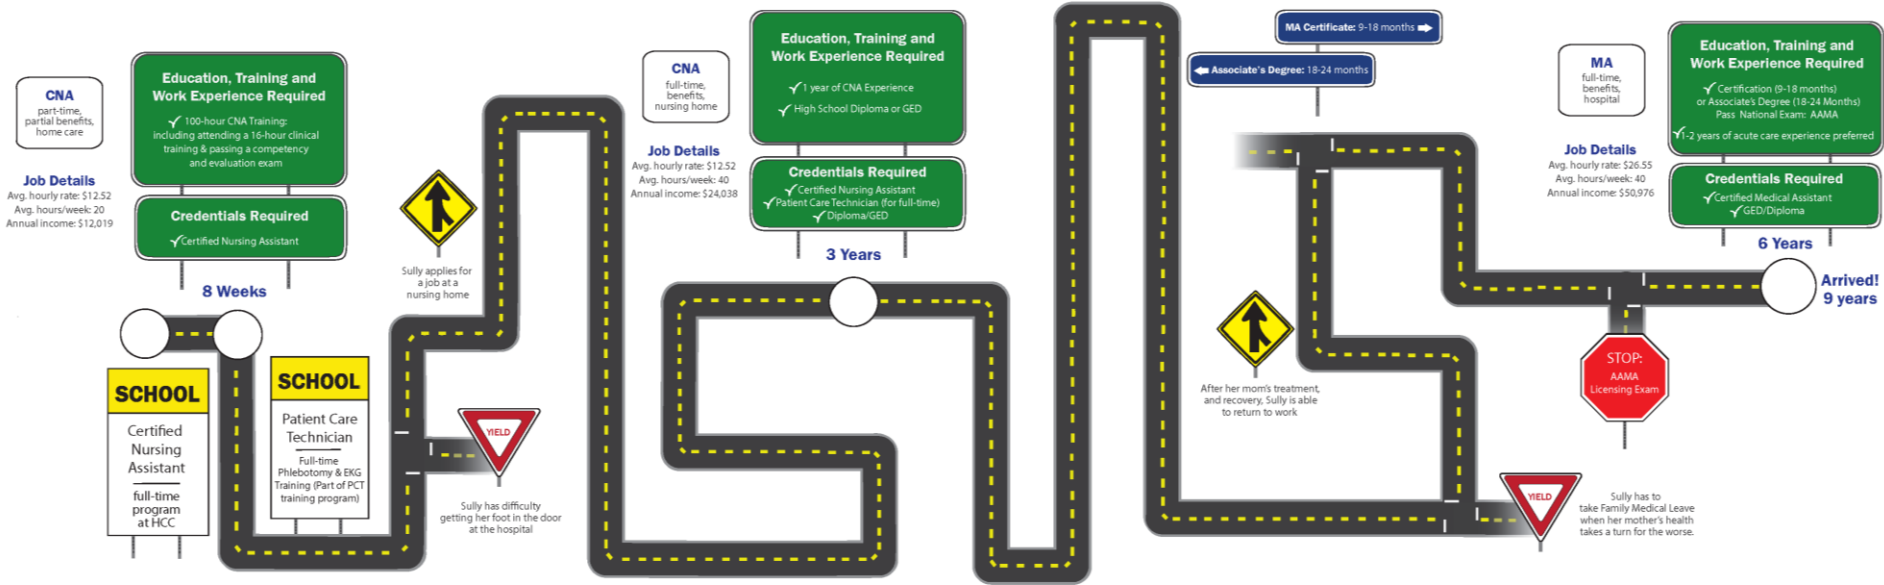 CNA
part-time,
partial benefits,
home care
Job Details
Avg. hourly rate: $12.52
Avg. hours/week: 20
Annual income: $12,019
Education, Training and
Work Experience Required
✓ 100-hour CNA Training:
including attending a 16-hour clinical
training & passing a competency
and evaluation exam
Credentials Required
✓Certified Nursing Assistant
8 Weeks
SCHOOL
Certified
Nursing
Assistant
full-time
program
at HCC
SCHOOL
Patient Care
Technician
Full-time
Phlebotomy & EKG
Training (Part of PCT
training program)
Sully applies for
a job at a
nursing home
YIELD
Sully has difficulty
getting her foot in the door
at the hospital
CNA
full-time,
benefits,
nursing home
Job Details
Avg. hourly rate: $12.52
Avg. hours/week: 40
Annual income: $24,038
Education, Training and
Work Experience Required
✓1 year of CNA Experience
✓ High School Diploma or GED
Credentials Required
✓Certified Nursing Assistant
✓Patient Care Technician (for full-time)
✓Diploma/GED
3 Years
MA Certificate: 9-18 months
Associate's Degree: 18-24 months
After her mom's treatment,
and recovery, Sully is able
to return to work
YIELD
Sully has to
take Family Medical Leave
when her mother's health
takes a turn for the worse.
MA
full-time,
benefits,
hospital
Job Details
Avg. hourly rate: $26.55
Avg. hours/week: 40
Annual income: $50,976
Education, Training and
Work Experience Required
✓ Certification (9-18 months)
or Associate's Degree (18-24 Months)
Pass National Exam: AAMA
✓1-2 years of acute care experience preferred
Credentials Required
✓Certified Medical Assistant
✓GED/Diploma
6 Years
Arrived!
9 years
STOP:
AAMA
Licensing Exam